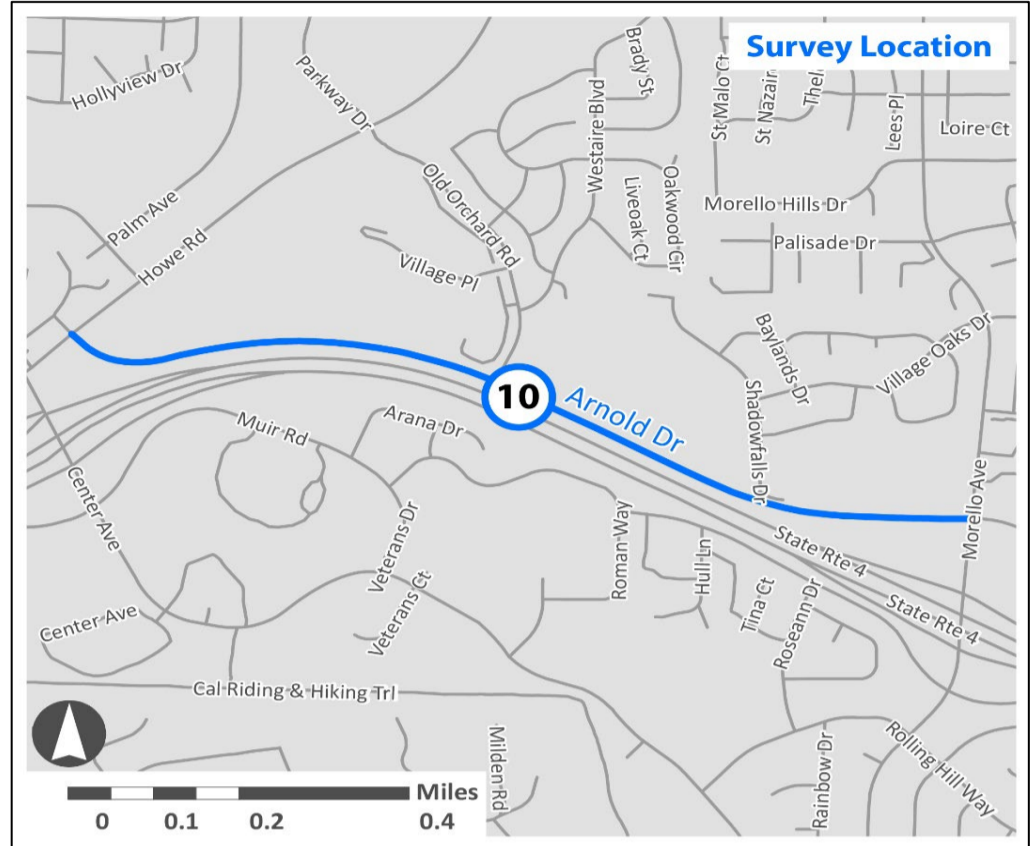 Survey Location
Hollyview Dr
Parkway Dr
Brady St
Westaire Blvd
St Malo Ct
St Nazair
Thel
Lees Pl
Loire Ct
Palm Ave
Howe Rd
Old Orchard Rd
Village Pl
Liveoak Ct
Oakwood Cir
Morello Hills Dr
Palisade Dr
Baylands Dr
Village Oaks Dr
Shadowfalls Dr
10
Arnold Dr
Muir Rd
Arana Dr
Center Ave
Veterans Dr
Veterans Ct
Roman Way
Hull Ln
Tina Ct
Roseann Dr
State Rte 4
State Rte 4
Morello Ave
Center Ave
Cal Riding & Hiking Trl
Milden Rd
Rainbow Dr
Rolling Hill Way
Miles
0 0.1 0.2 0.4